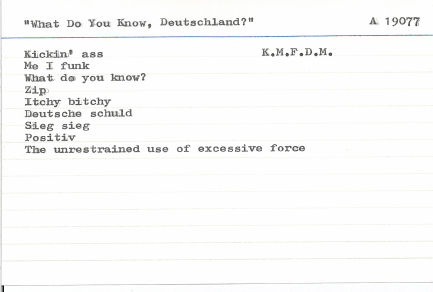 "What Do You Know, Deutschland?" A 19077
Kickin' ass K.M.F.D.M.
Me I funk
What do you know?
Zip
Itchy bitchy
Deutsche schuld
Sieg sieg
Positiv
The unrestrained use of excessive force